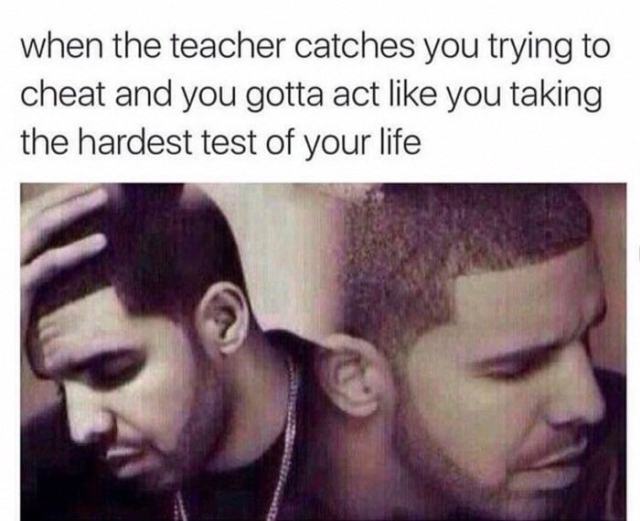 when the teacher catches you trying to
cheat and you gotta act like you taking
the hardest test of your life